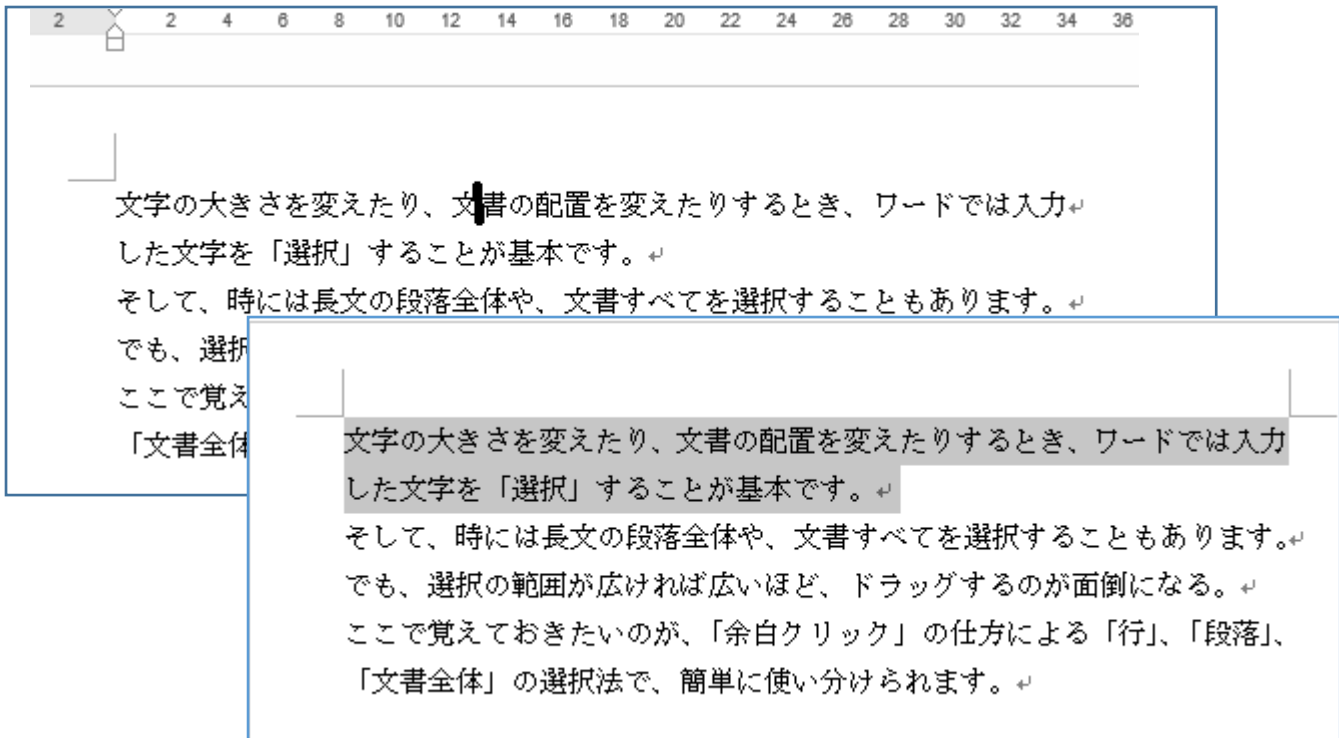 2 2 4 6 8 10 12 14 16 18 20 22 24 26 28 30 32 34 36
文字の大きさを変えたり、文書の配置を変えたりするとき、ワードでは入力↵
した文字を「選択」することが基本です。↵
そして、時には長文の段落全体や、文書すべてを選択することもあります。↵
でも、選択
ここで覚え
「文書全体
文字の大きさを変えたり、文書の配置を変えたりするとき、ワードでは入力
した文字を「選択」することが基本です。↵
そして、時には長文の段落全体や、文書すべてを選択することもあります。↵
でも、選択の範囲が広ければ広いほど、ドラッグするのが面倒になる。↵
ここで覚えておきたいのが、「余白クリック」の仕方による「行」、「段落」、
「文書全体」の選択法で、簡単に使い分けられます。↵